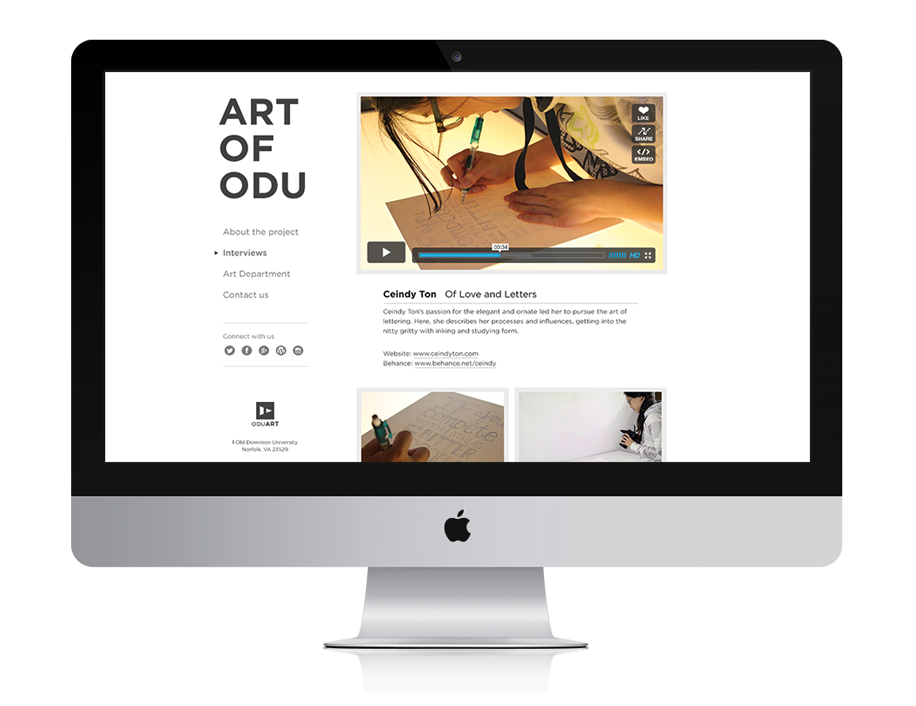 ART
OF
ODU
About the project
Interviews
Art Department
Contact us
Connect with us
ODUART
1 Old Dominion University
Norfolk, VA 23529
LIKE
SHARE
EMBED
00:34
HD
Ceindy Ton Of Love and Letters
Ceindy Ton's passion for the elegant and ornate led her to pursue the art of
lettering. Here, she describes her processes and influences, getting into the
nitty gritty with inking and studying form.
Website: www.ceindyton.com
Behance: www.behance.net/ceindy
compete